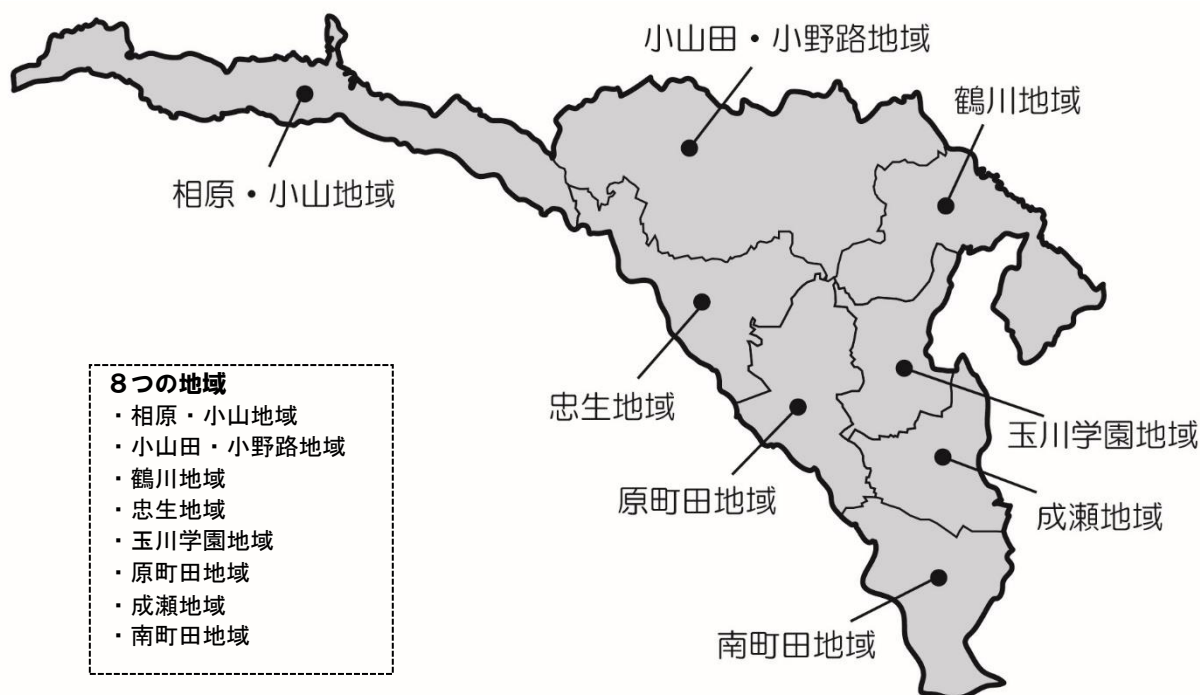 小山田・小野路地域
鶴川地域
相原・小山地域
忠生地域
玉川学園地域
原町田地域
成瀬地域
南町田地域
8つの地域
・相原・小山地域
・小山田・小野路地域
・鶴川地域
・忠生地域
・玉川学園地域
・原町田地域
・成瀬地域
・南町田地域